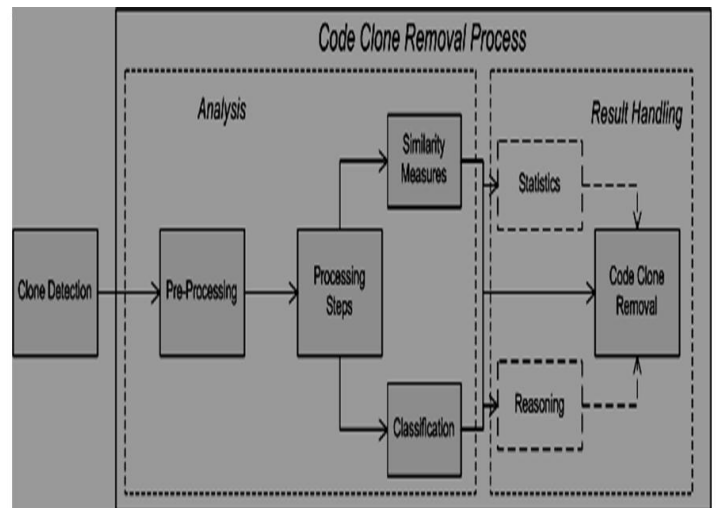 Code Clone Removal Process
Analysis
Result Handling
Similarity
Measures
Statistics
Clone Detection
Pre-Processing
Processing
Steps
Code Clone
Removal
Classification
Reasoning